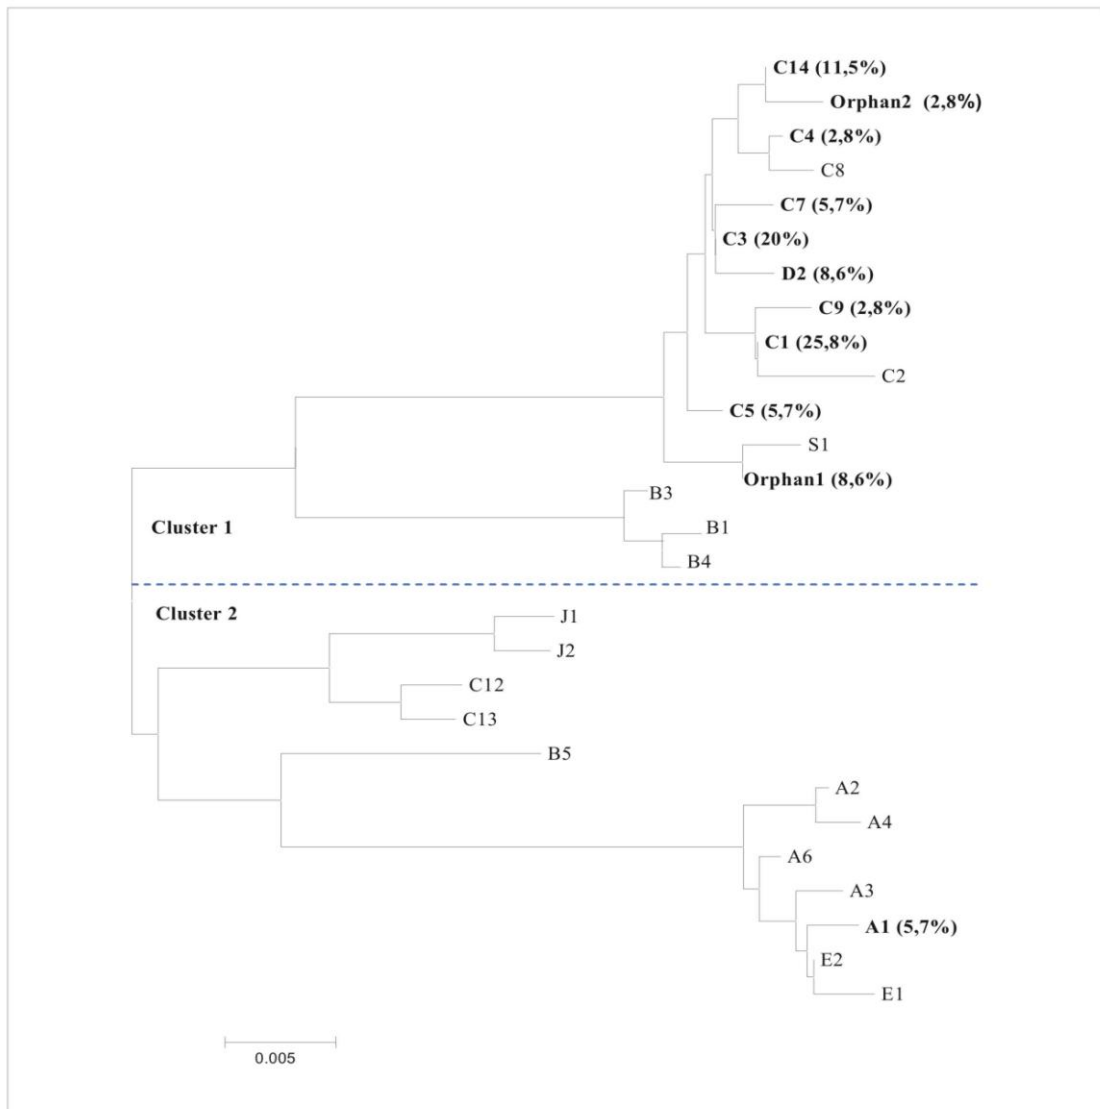 C14 (11,5%)
Orphan2 (2,8%)
C4 (2,8%)
C8
C7 (5,7%)
C3 (20%)
D2 (8,6%)
C9 (2,8%)
C1 (25,8%)
C2
C5 (5,7%)
S1
Orphan1 (8,6%)
B3
B1
Cluster 1
B4
Cluster 2
J1
J2
C12
C13
B5
A2
A4
A6
A3
A1 (5,7%)
E2
E1
0.005